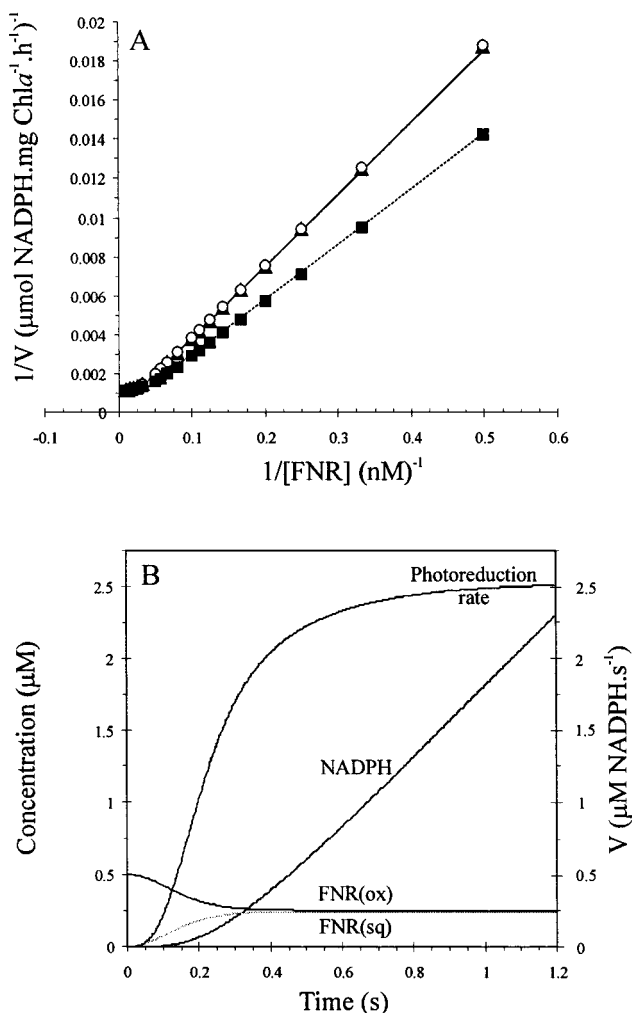 A
1/V (μmol NADPH.mg Chla⁻¹.h⁻¹)⁻¹
0.02
0.018
0.016
0.014
0.012
0.01
0.008
0.006
0.004
0.002
0
-0.1 0 0.1 0.2 0.3 0.4 0.5 0.6
1/[FNR] (nM)⁻¹
B
Concentration (μM)
2.5
2
1.5
1
0.5
0
Photoreduction
rate
NADPH
FNR(ox)
FNR(sq)
2.5
2
1.5
1
0.5
0
V (μM NADPH.s⁻¹)
0 0.2 0.4 0.6 0.8 1 1.2
Time (s)